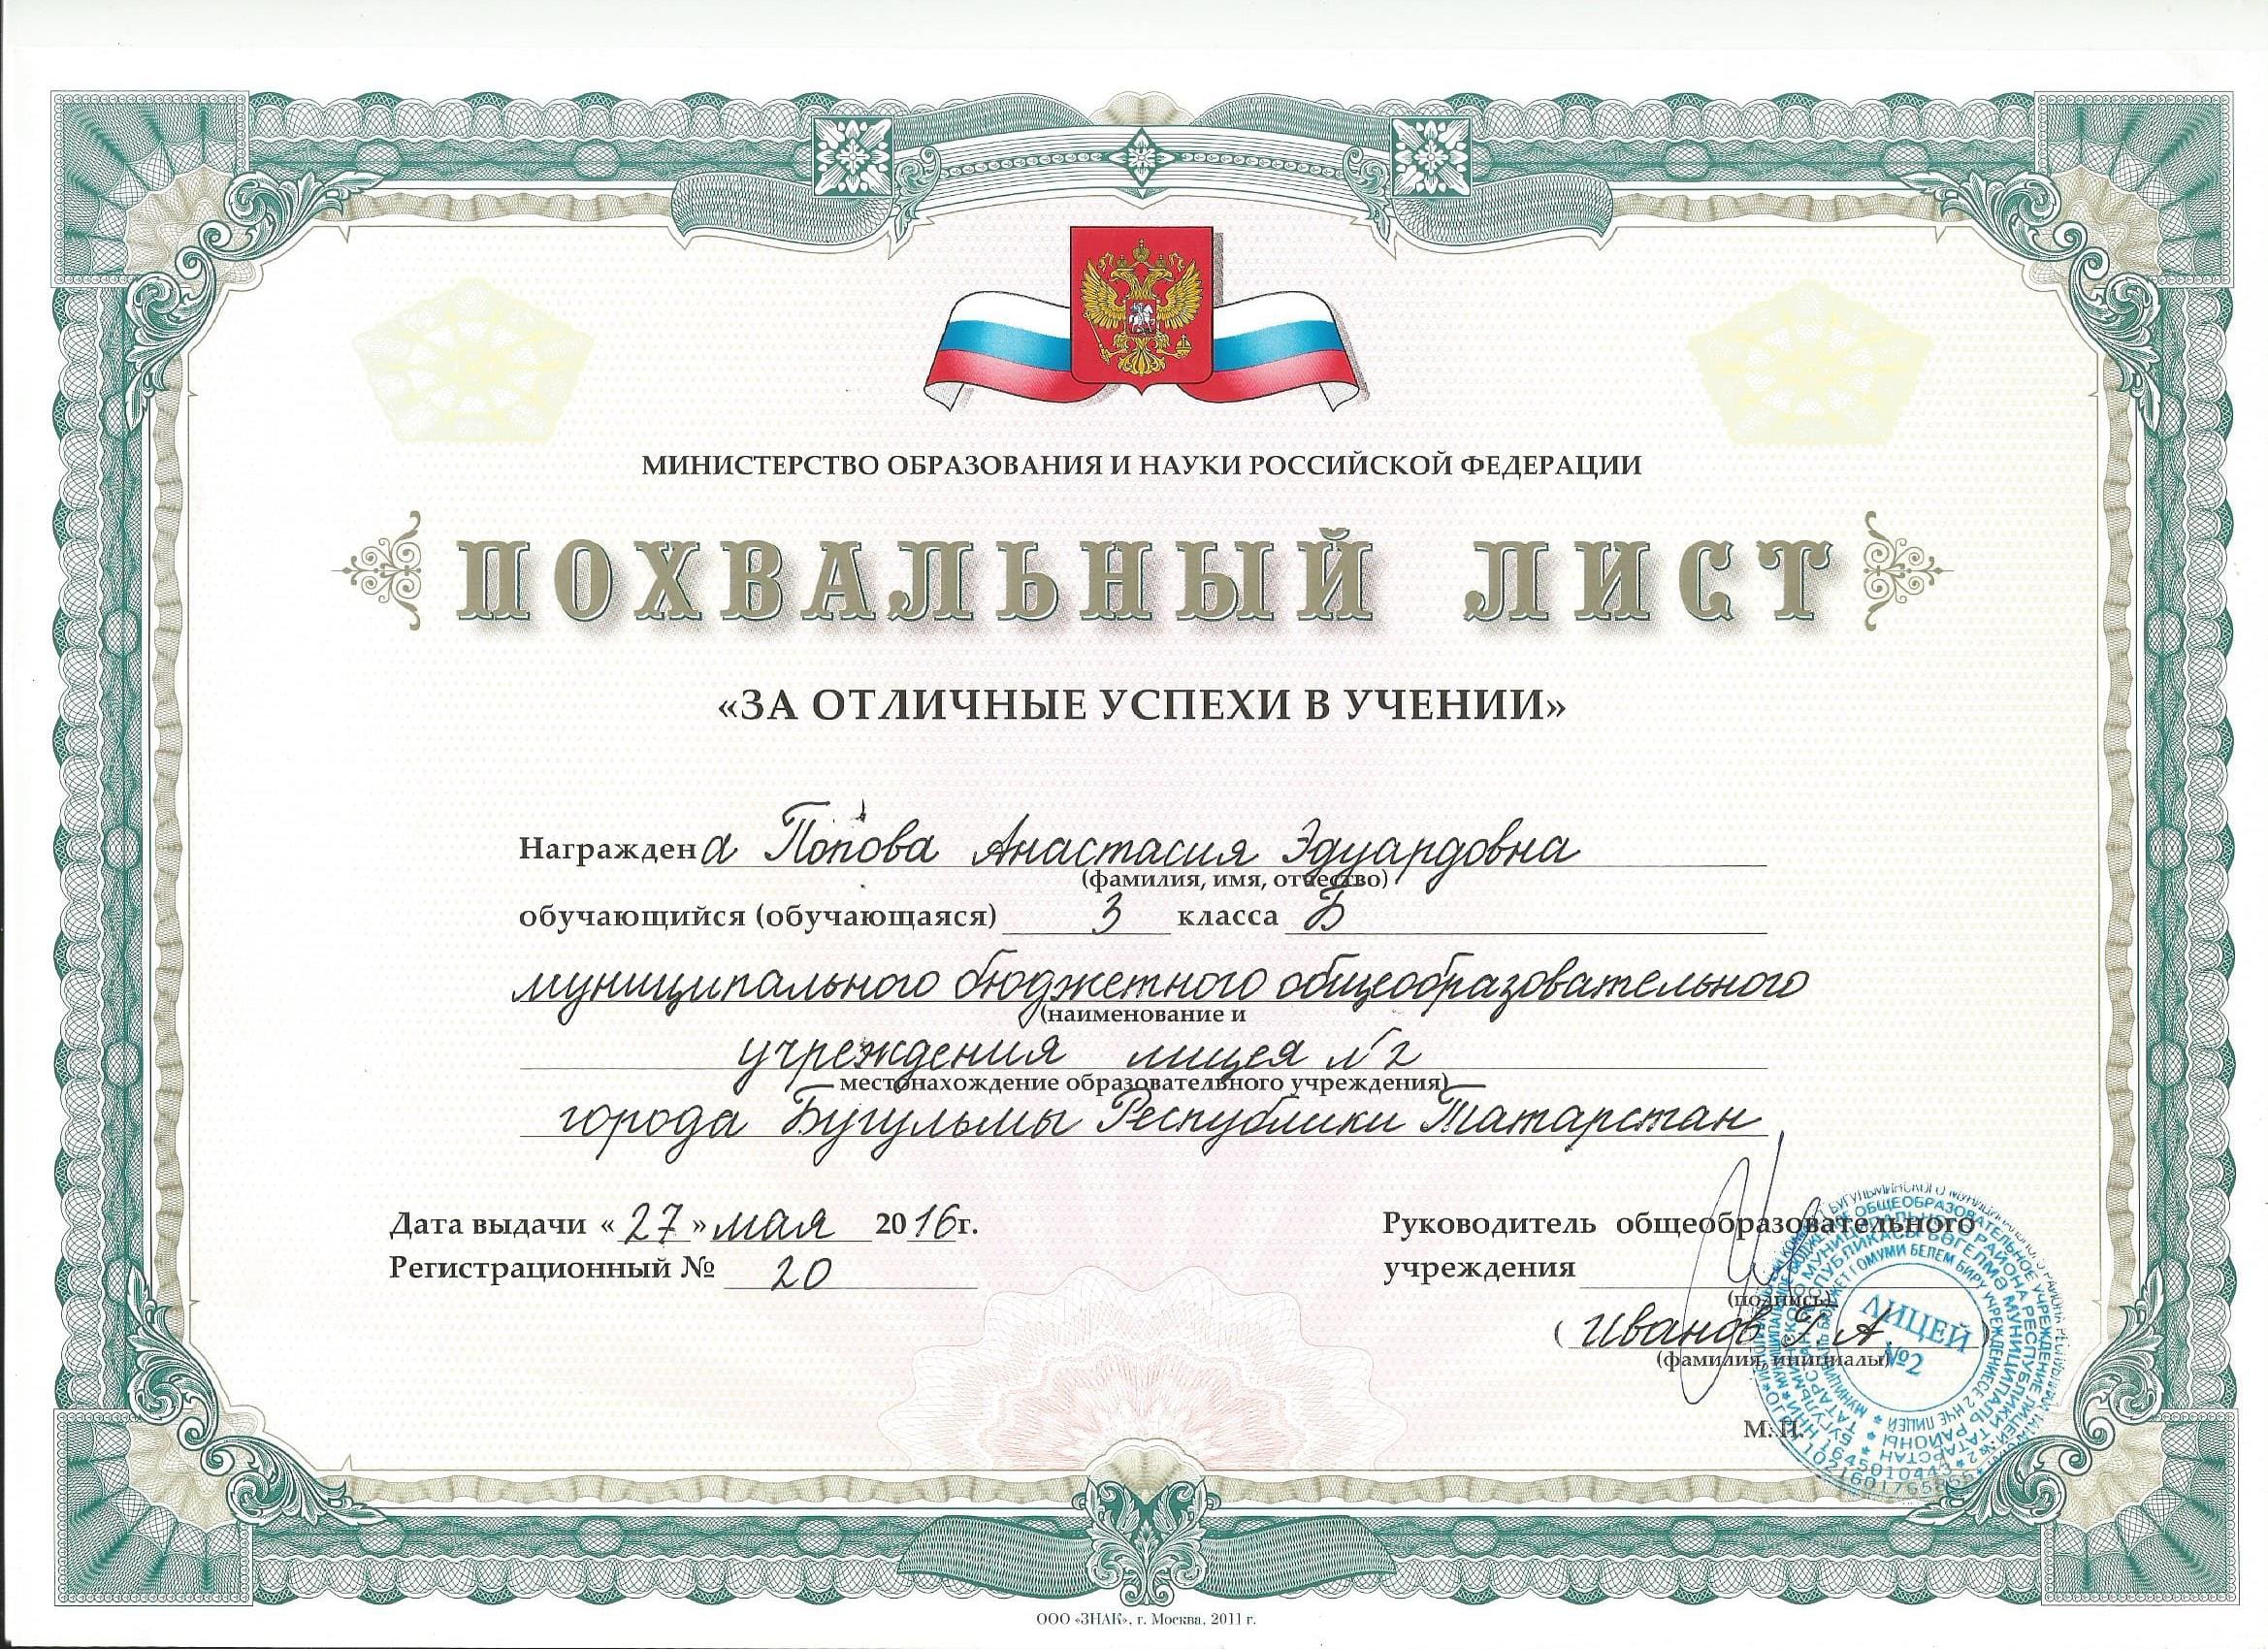 МИНИСТЕРСТВО ОБРАЗОВАНИЯ И НАУКИ РОССИЙСКОЙ ФЕДЕРАЦИИ
ПОХВАЛЬНЫЙ ЛИСТ
«ЗА ОТЛИЧНЫЕ УСПЕХИ В УЧЕНИИ»
Награждена Попова Анастасия Эдуардовна
(фамилия, имя, отчество)
обучающийся (обучающаяся) 3 класса Б
муниципального бюджетного общеобразовательного
(наименование и
учреждения лицея №2
местонахождение образовательного учреждения)
города Бугульмы Республики Татарстан
Дата выдачи «27» мая 2016г.
Регистрационный № 20
Руководитель общеобразовательного
учреждения
(подпись)
(Иванов Г. А.)
(фамилия, инициалы)
М. П.
ЛИЦЕЙ
№2
ООО «ЗНАК», г. Москва, 2011 г.